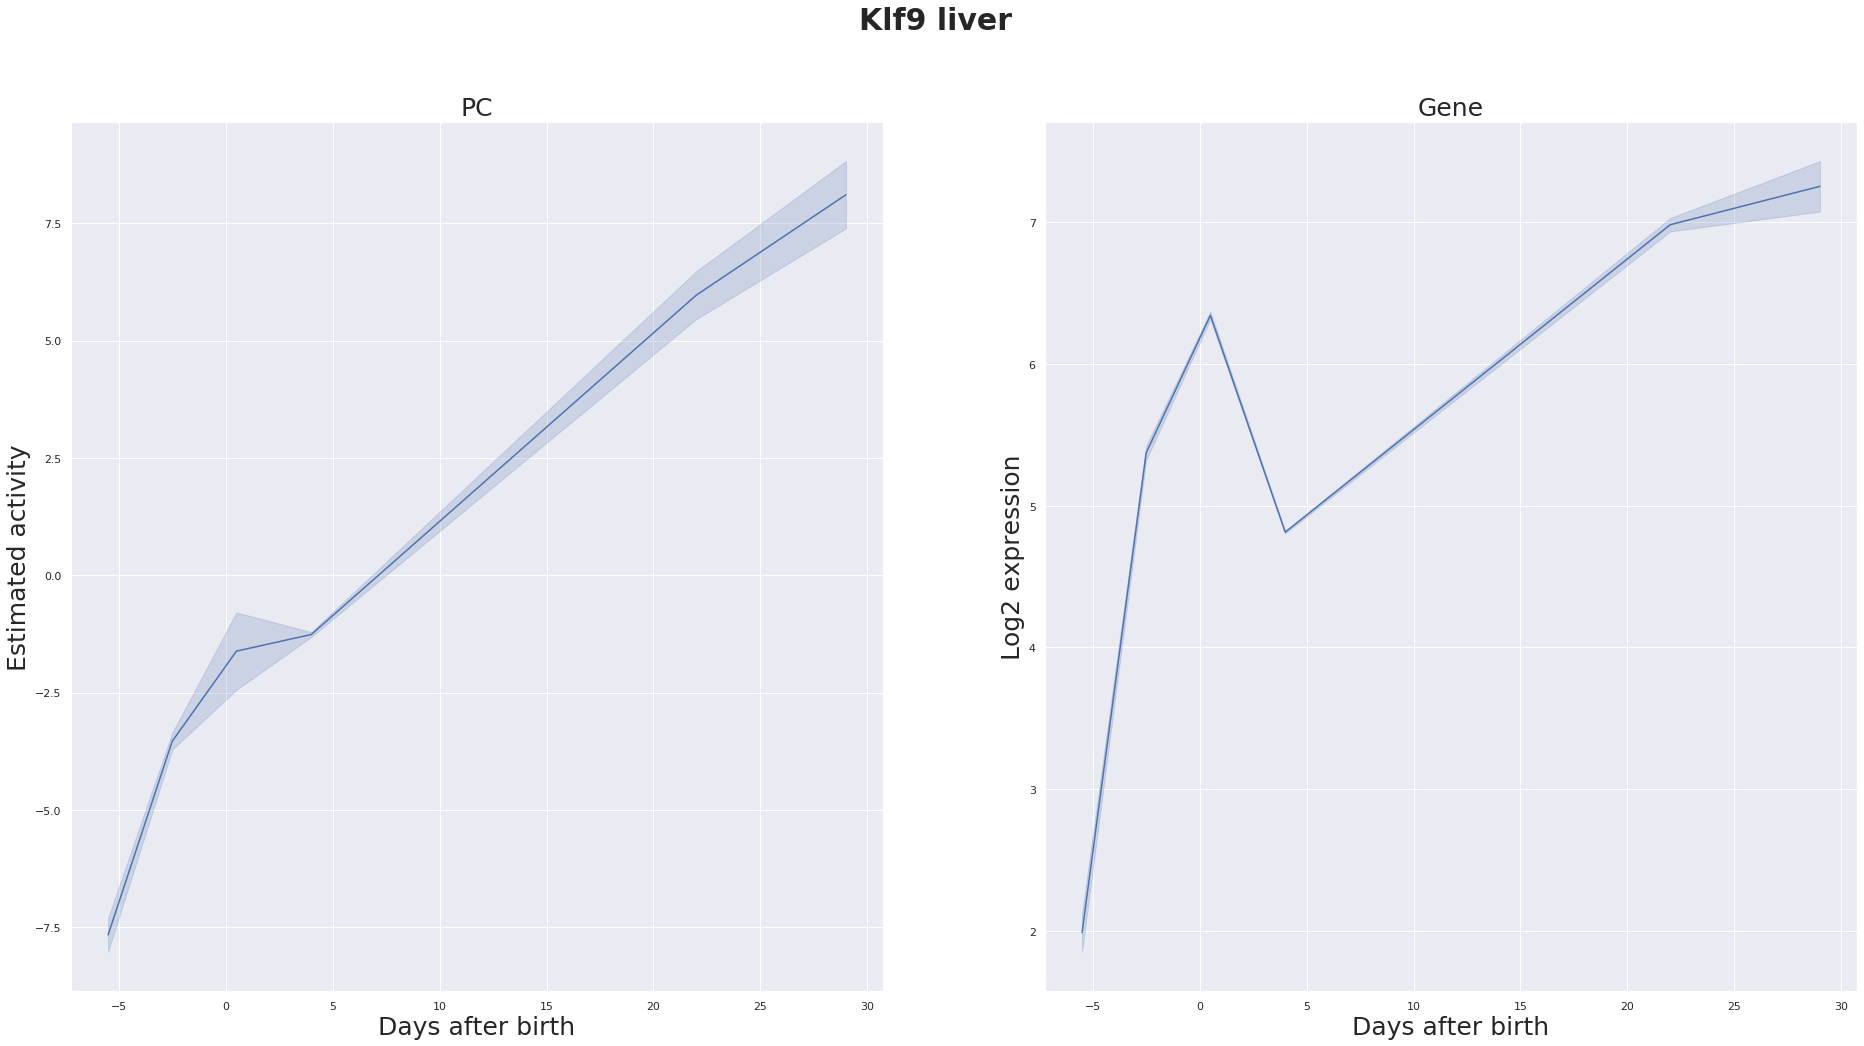 Klf9 liver
PC
Estimated activity
7.5
5.0
2.5
0.0
−2.5
−5.0
−7.5
−5 0 5 10 15 20 25 30
Days after birth
Gene
Log2 expression
7
6
5
4
3
2
−5 0 5 10 15 20 25 30
Days after birth